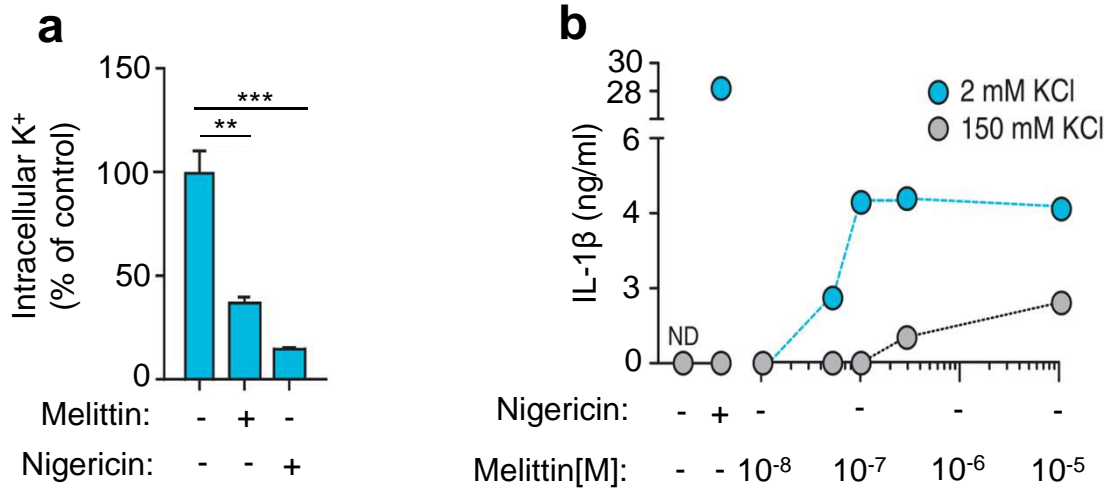 a
150
100
50
0
Intracellular K⁺
(% of control)
***
**
Melittin: - + -
Nigericin: - - +
b
30
28
6
4
3
0
IL-1β (ng/ml)
2 mM KCl
150 mM KCl
ND
Nigericin: - + - - - -
Melittin[M]: - - 10⁻⁸ 10⁻⁷ 10⁻⁶ 10⁻⁵